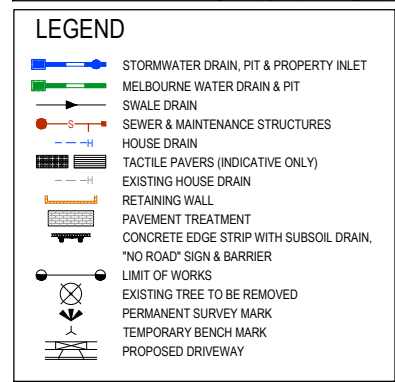 LEGEND
STORMWATER DRAIN, PIT & PROPERTY INLET
MELBOURNE WATER DRAIN & PIT
SWALE DRAIN
S SEWER & MAINTENANCE STRUCTURES
H HOUSE DRAIN
TACTILE PAVERS (INDICATIVE ONLY)
H EXISTING HOUSE DRAIN
RETAINING WALL
PAVEMENT TREATMENT
CONCRETE EDGE STRIP WITH SUBSOIL DRAIN,
"NO ROAD" SIGN & BARRIER
LIMIT OF WORKS
EXISTING TREE TO BE REMOVED
PERMANENT SURVEY MARK
TEMPORARY BENCH MARK
PROPOSED DRIVEWAY